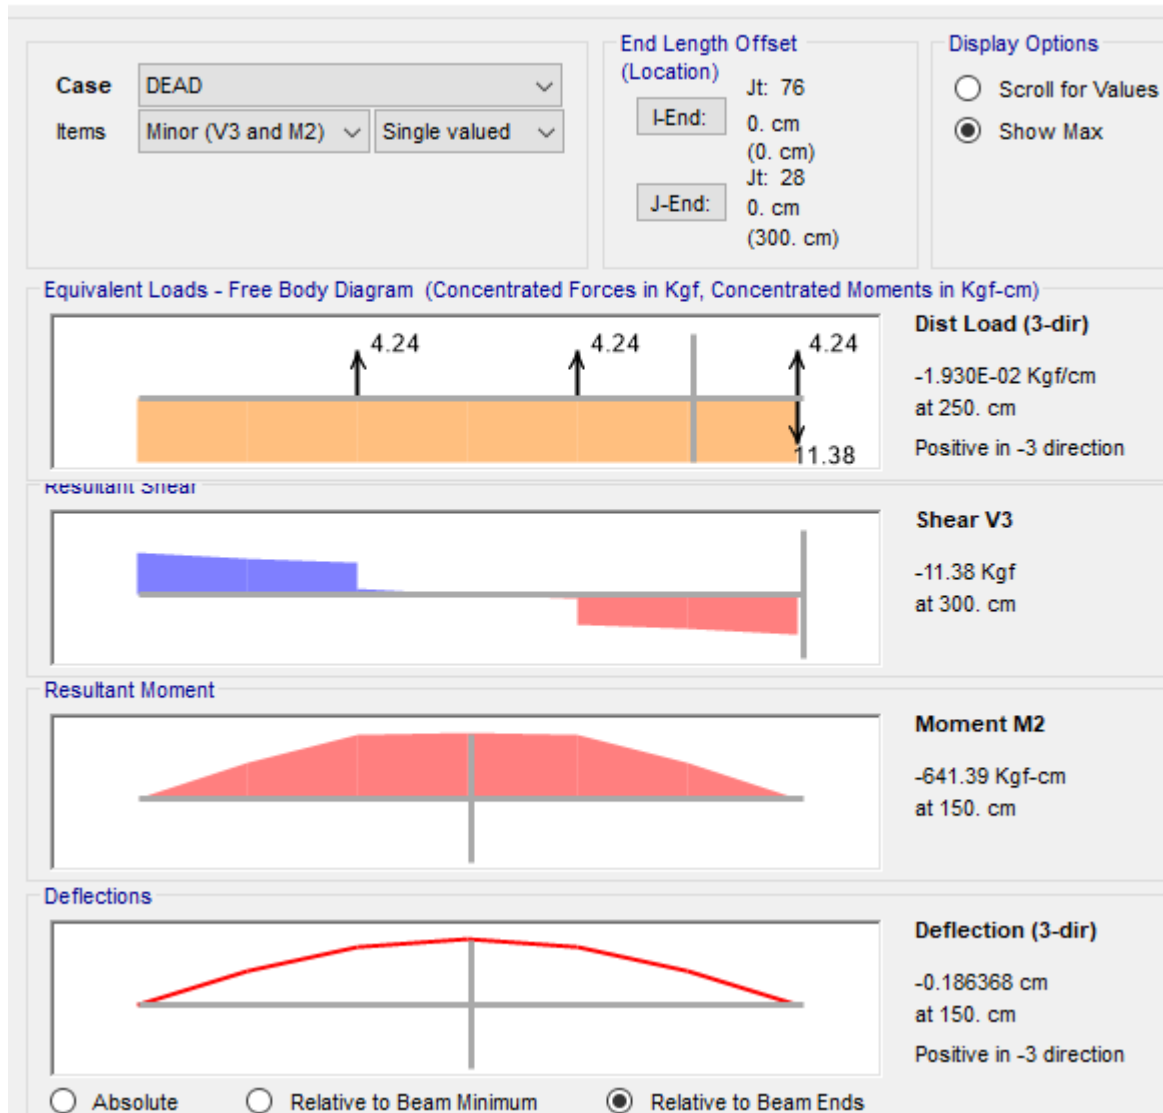 Case DEAD
Items Minor (V3 and M2) Single valued
End Length Offset
(Location)
Jt: 76
I-End: 0. cm
(0. cm)
Jt: 28
J-End: 0. cm
(300. cm)
Display Options
Scroll for Values
Show Max
Equivalent Loads - Free Body Diagram (Concentrated Forces in Kgf, Concentrated Moments in Kgf-cm)
4.24 4.24 4.24
11.38
Dist Load (3-dir)
-1.930E-02 Kgf/cm
at 250. cm
Positive in -3 direction
Resultant Shear
Shear V3
-11.38 Kgf
at 300. cm
Resultant Moment
Moment M2
-641.39 Kgf-cm
at 150. cm
Deflections
Deflection (3-dir)
-0.186368 cm
at 150. cm
Positive in -3 direction
Absolute Relative to Beam Minimum Relative to Beam Ends